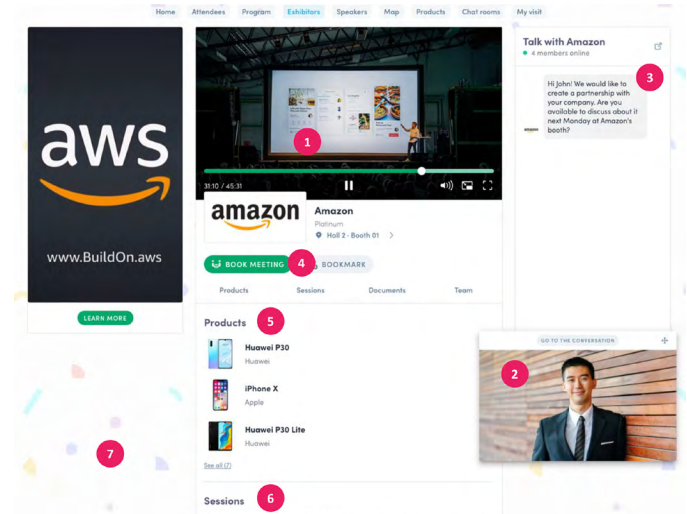 Home Attendees Program Exhibitors Speakers Map Products Chat rooms My visit
aws
www.BuildOn.aws
LEARN MORE
7
1
31:10 / 45:31
amazon
Amazon
Platinum
Hall 2 - Booth 01
BOOK MEETING
4
BOOKMARK
Products Sessions Documents Team
Products
5
Huawei P30
Huawei
iPhone X
Apple
Huawei P30 Lite
Huawei
See all (7)
Sessions
6
Talk with Amazon
4 members online
3
Hi John! We would like to
create a partnership with
your company. Are you
available to discuss about it
next Monday at Amazon's
booth?
amazon
GO TO THE CONVERSATION
2